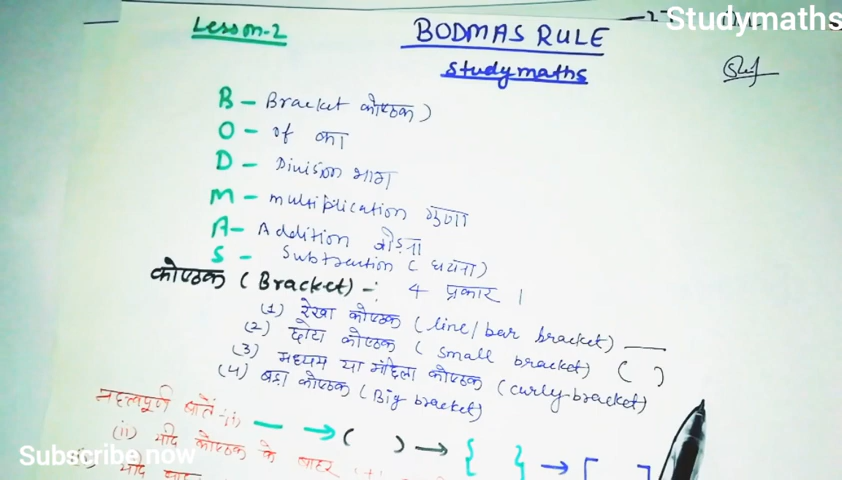 Studymaths
Lesson-2
BODMAS RULE
Studymaths
B - Bracket कोष्ठक)
O - of का
D - Division भाग
M - multiplication गुणा
A - Addition जोड़ना
S - Subtraction ( घटाना)
कोष्ठक ( Bracket) -: 4 प्रकार ।
(1) रेखा कोष्ठक ( line/bar bracket) —
(2) छोटा कोष्ठक ( small bracket) ( )
(3) मध्यम या मंझिला कोष्ठक ( curly-bracket)
(4) बड़ा कोष्ठक ( Big bracket)
महत्वपूर्ण बातें -: (i) — → ( ) → { } → [ ]
(ii) यदि कोष्ठक के बाहर (+)
यदि
Subscribe now